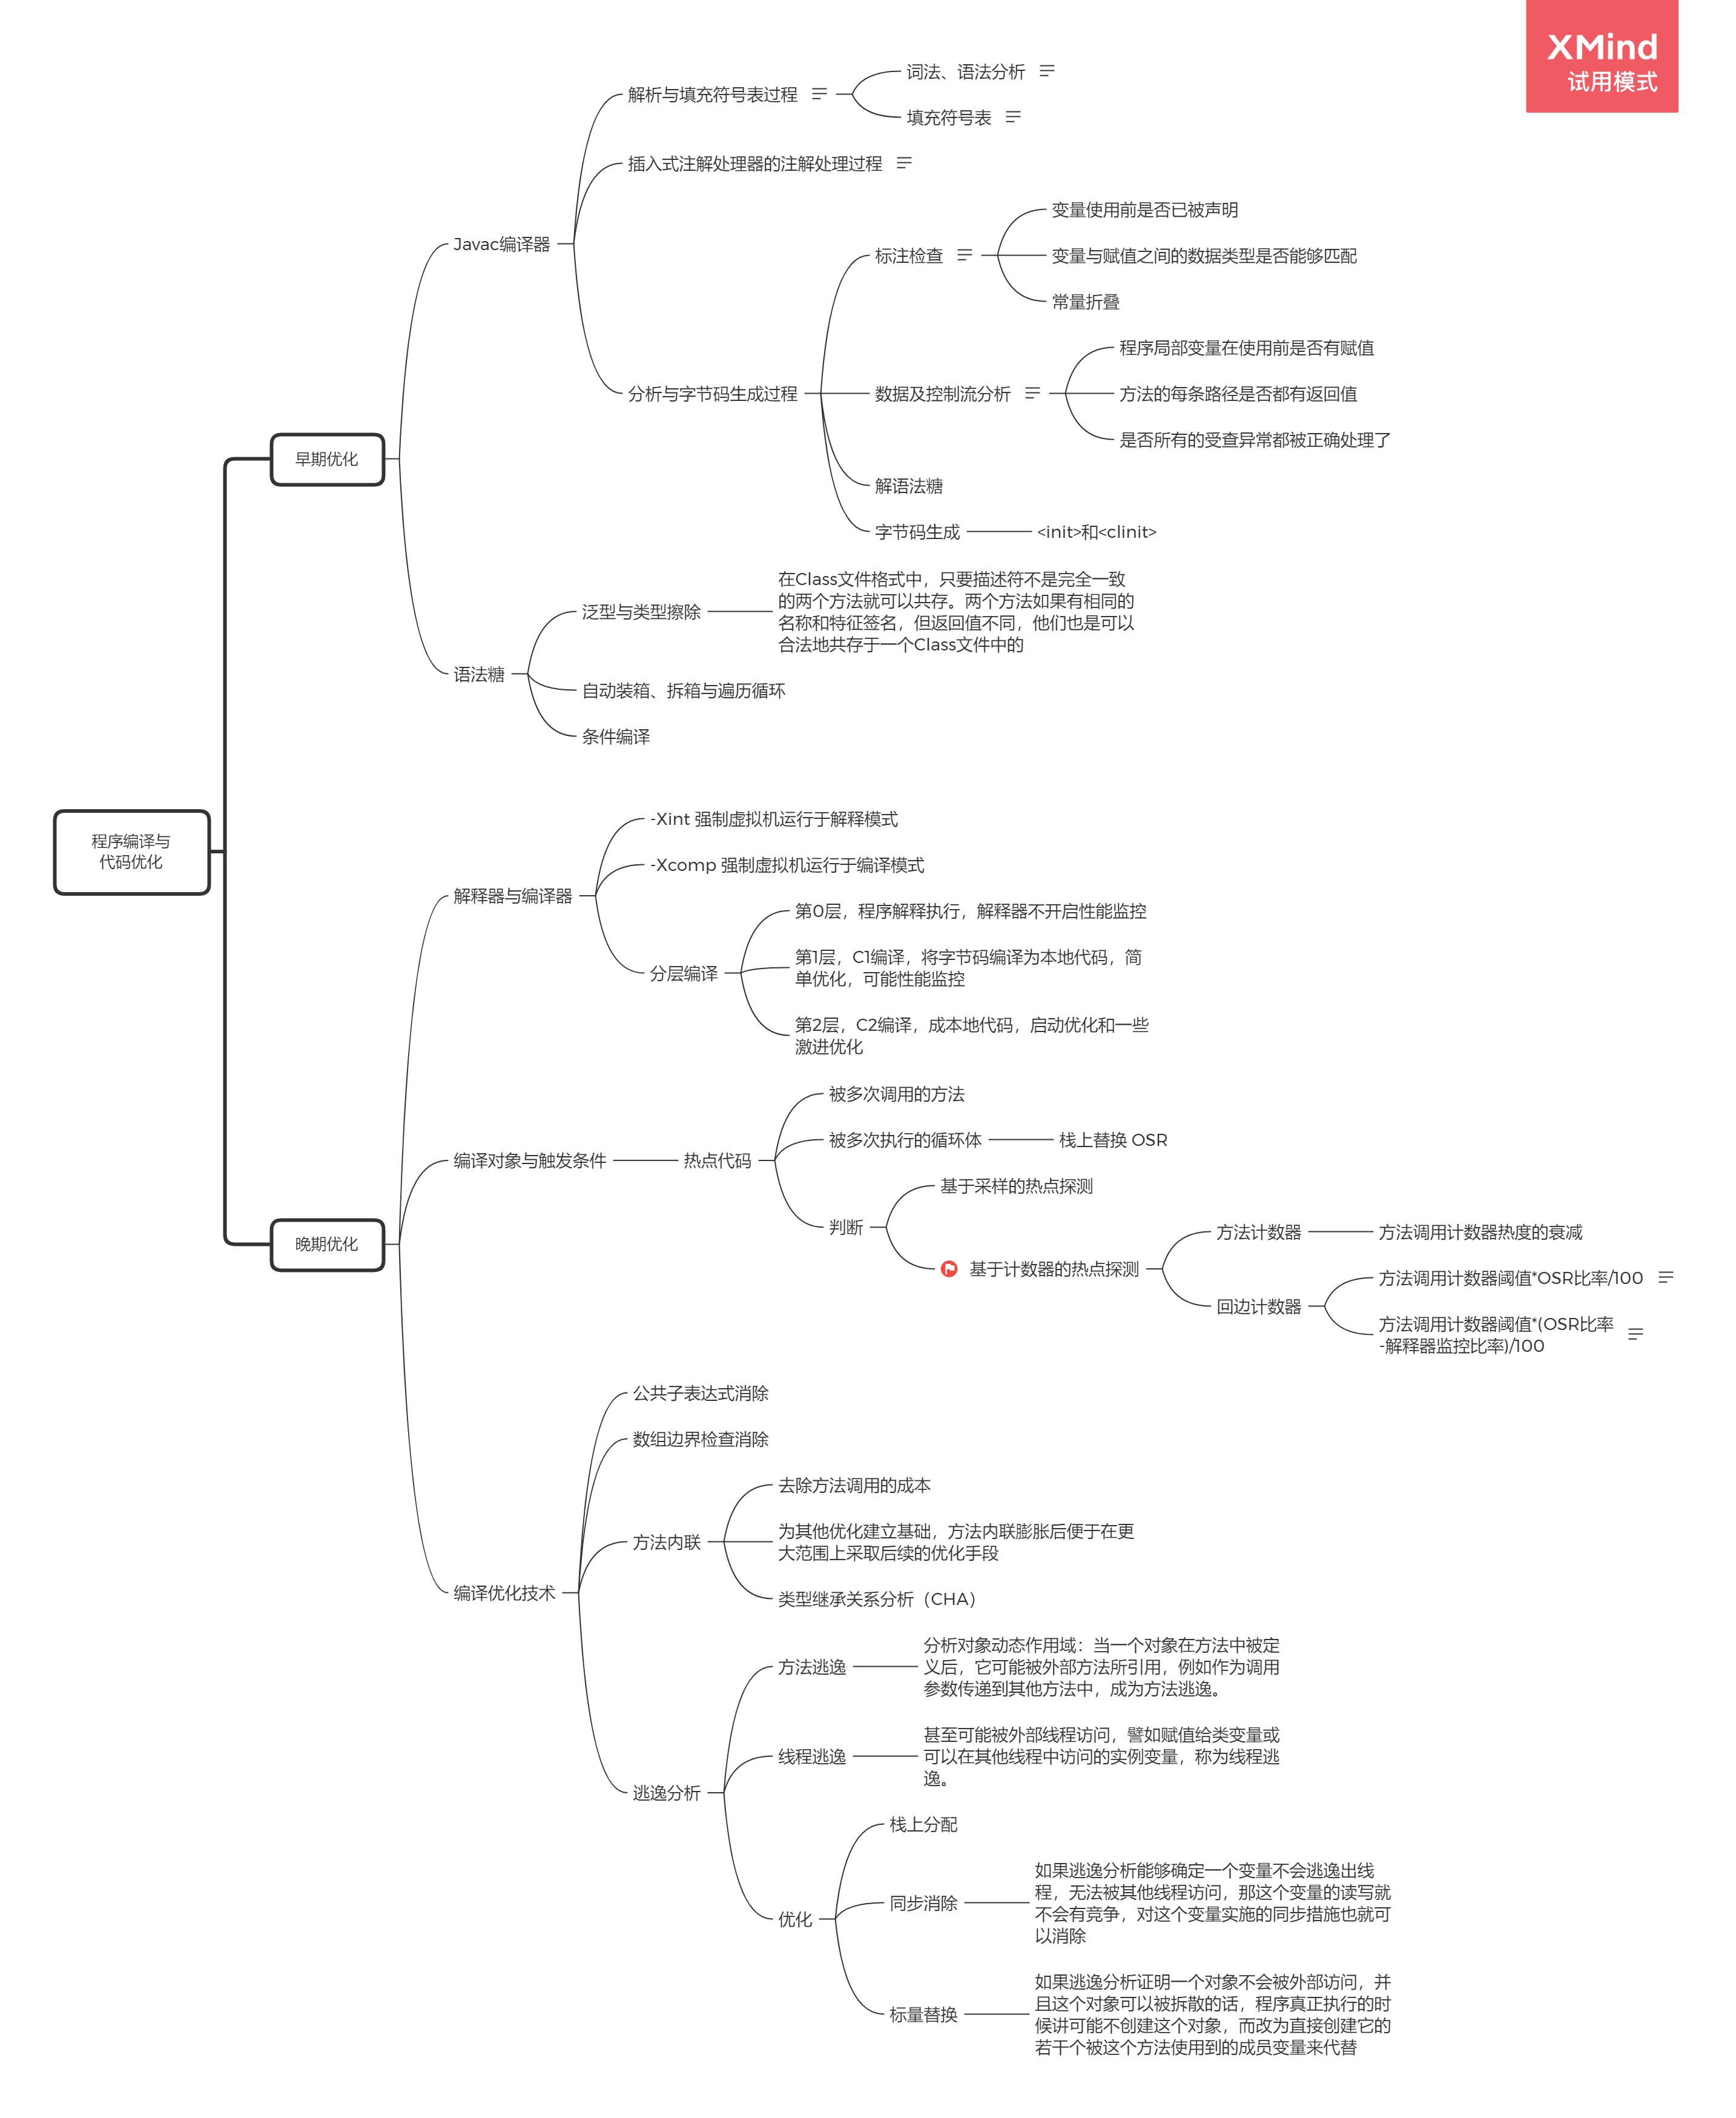 XMind
试用模式
词法、语法分析
解析与填充符号表过程
填充符号表
插入式注解处理器的注解处理过程
变量使用前是否已被声明
Javac编译器
标注检查
变量与赋值之间的数据类型是否能够匹配
常量折叠
程序局部变量在使用前是否有赋值
分析与字节码生成过程
数据及控制流分析
方法的每条路径是否都有返回值
是否所有的受查异常都被正确处理了
早期优化
解语法糖
字节码生成
<init>和<clinit>
在Class文件格式中，只要描述符不是完全一致
的两个方法就可以共存。两个方法如果有相同的
名称和特征签名，但返回值不同，他们也是可以
合法地共存于一个Class文件中的
泛型与类型擦除
语法糖
自动装箱、拆箱与遍历循环
条件编译
程序编译与
代码优化
-Xint 强制虚拟机运行于解释模式
-Xcomp 强制虚拟机运行于编译模式
解释器与编译器
第0层，程序解释执行，解释器不开启性能监控
分层编译
第1层，C1编译，将字节码编译为本地代码，简
单优化，可能性能监控
第2层，C2编译，成本地代码，启动优化和一些
激进优化
被多次调用的方法
被多次执行的循环体
栈上替换 OSR
编译对象与触发条件
热点代码
基于采样的热点探测
判断
方法计数器
方法调用计数器热度的衰减
晚期优化
基于计数器的热点探测
方法调用计数器阈值*OSR比率/100
回边计数器
方法调用计数器阈值*(OSR比率
-解释器监控比率)/100
公共子表达式消除
数组边界检查消除
去除方法调用的成本
方法内联
为其他优化建立基础，方法内联膨胀后便于在更
大范围上采取后续的优化手段
类型继承关系分析（CHA）
编译优化技术
方法逃逸
分析对象动态作用域：当一个对象在方法中被定
义后，它可能被外部方法所引用，例如作为调用
参数传递到其他方法中，成为方法逃逸。
线程逃逸
甚至可能被外部线程访问，譬如赋值给类变量或
可以在其他线程中访问的实例变量，称为线程逃
逸。
逃逸分析
栈上分配
优化
同步消除
如果逃逸分析能够确定一个变量不会逃逸出线
程，无法被其他线程访问，那这个变量的读写就
不会有竞争，对这个变量实施的同步措施也就可
以消除
标量替换
如果逃逸分析证明一个对象不会被外部访问，并
且这个对象可以被拆散的话，程序真正执行的时
候讲可能不创建这个对象，而改为直接创建它的
若干个被这个方法使用到的成员变量来代替